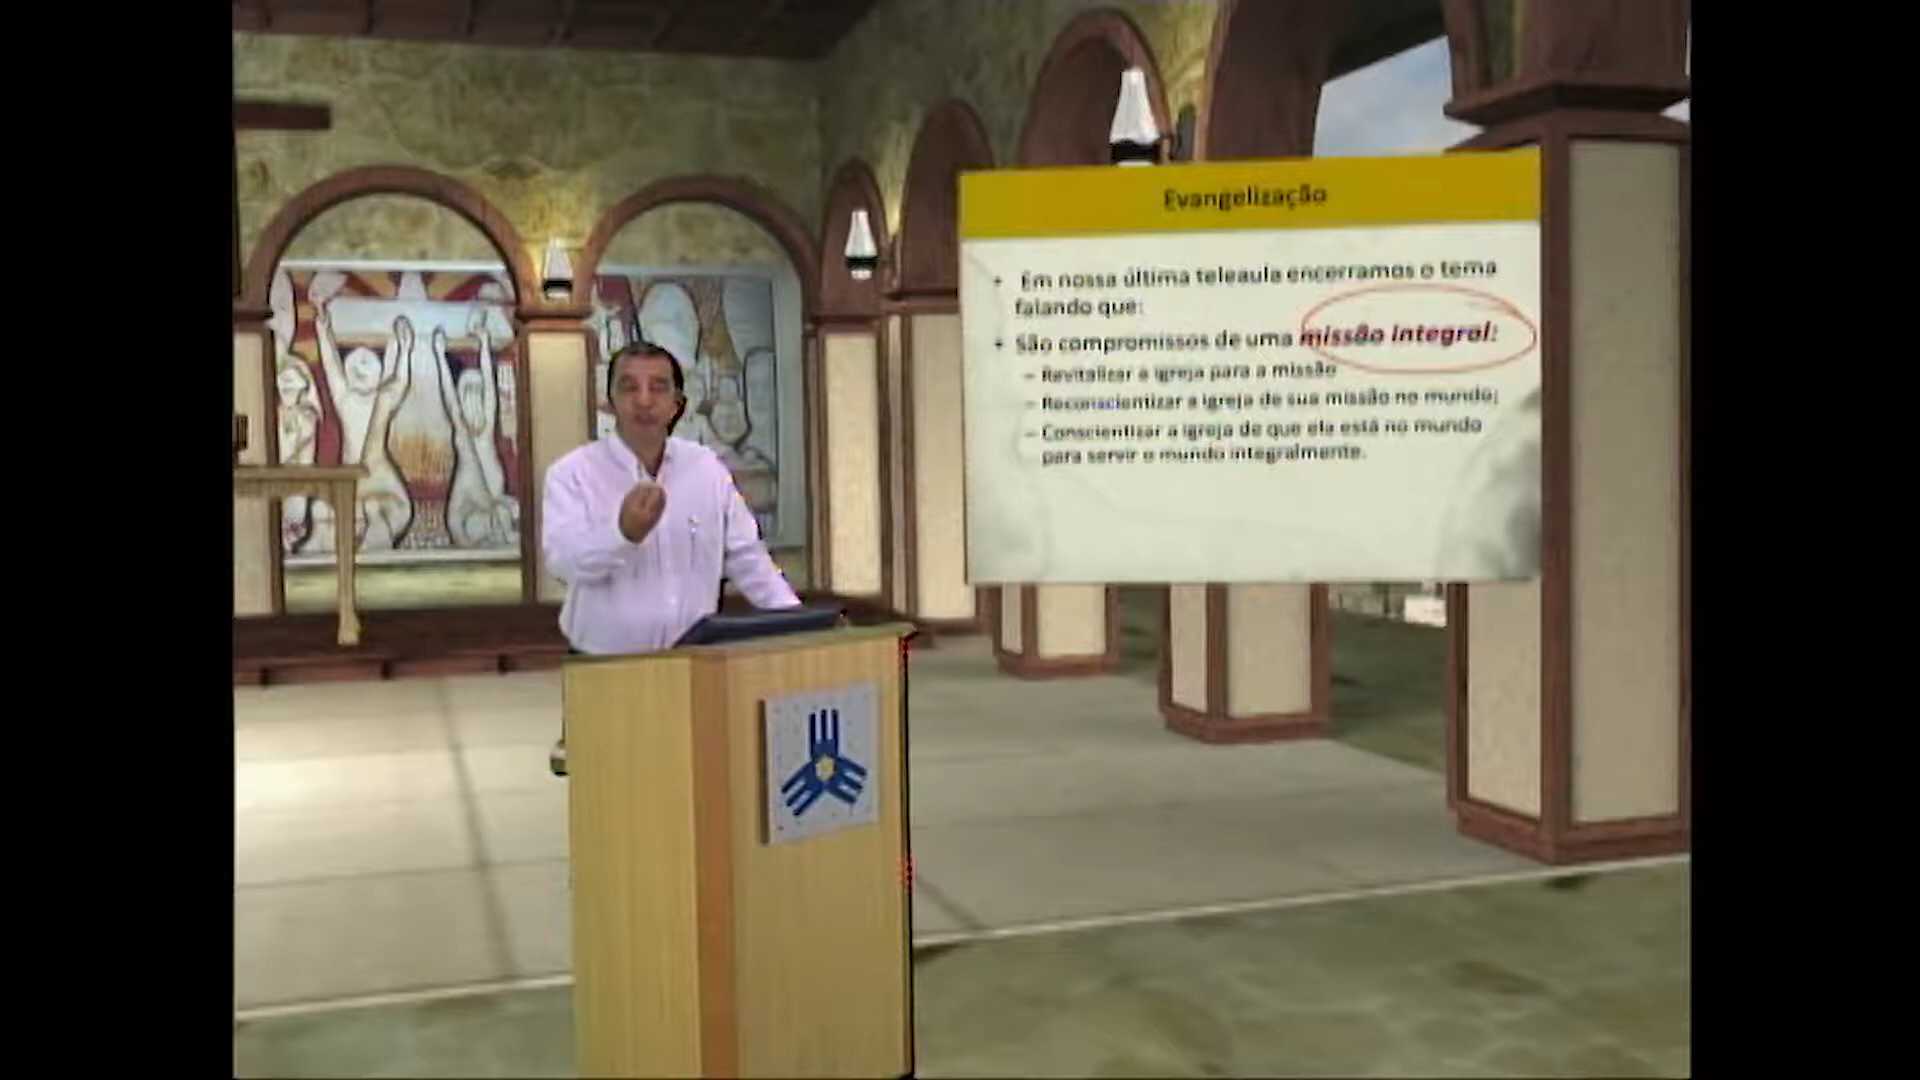 Evangelização
• Em nossa última teleaula encerramos o tema
falando que:
• São compromissos de uma missão integral:
– Revitalizar a igreja para a missão
– Reconscientizar a igreja de sua missão no mundo;
– Conscientizar a igreja de que ela está no mundo
para servir o mundo integralmente.